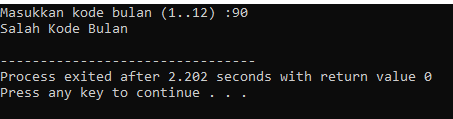 Masukkan kode bulan (1..12) :90
Salah Kode Bulan
--------------------------------
Process exited after 2.202 seconds with return value 0
Press any key to continue . . .